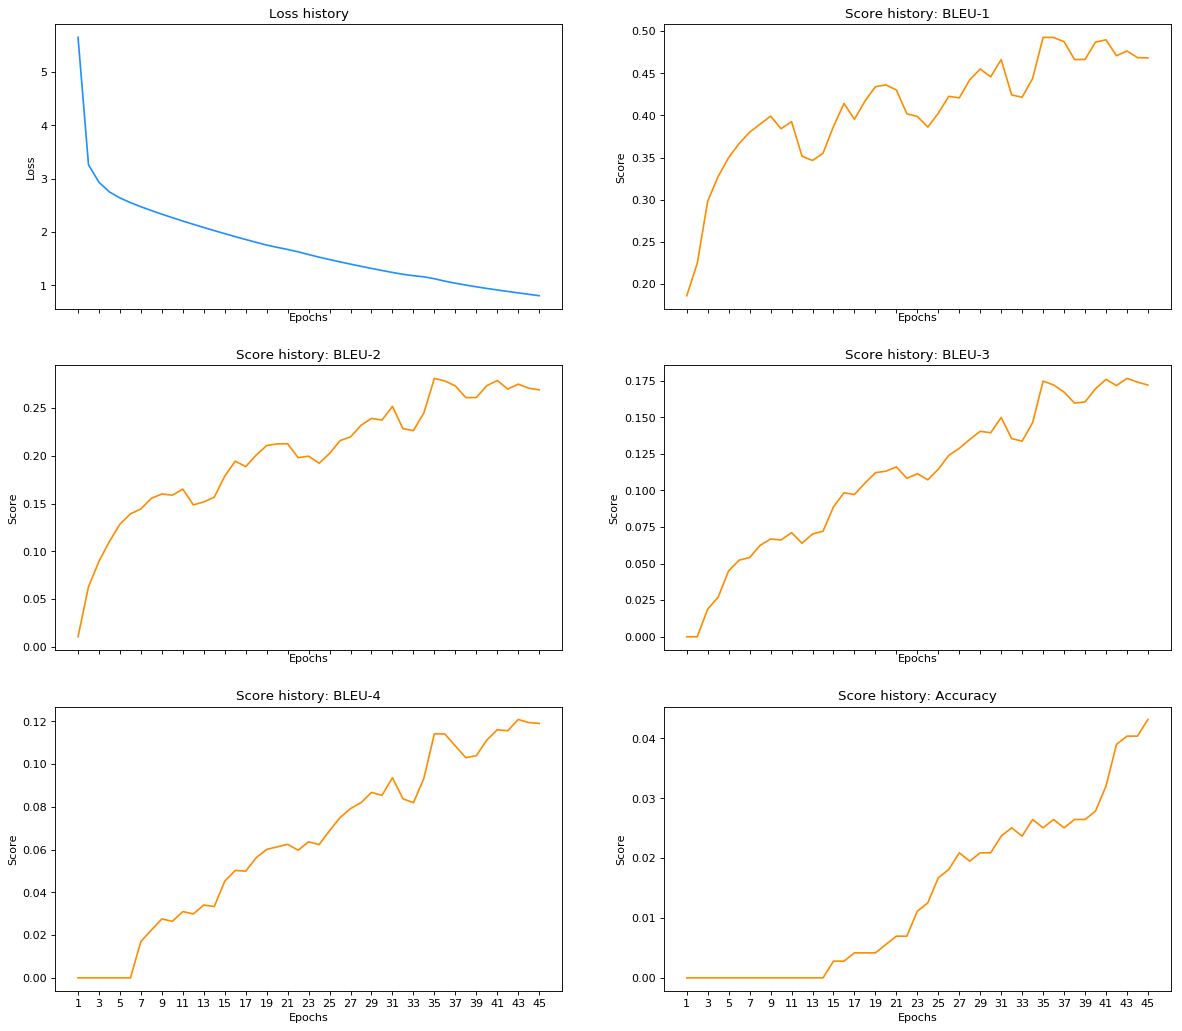 Loss history
Loss
5
4
3
2
1
Epochs
Score history: BLEU-1
Score
0.50
0.45
0.40
0.35
0.30
0.25
0.20
Epochs
Score history: BLEU-2
Score
0.25
0.20
0.15
0.10
0.05
0.00
Epochs
Score history: BLEU-3
Score
0.175
0.150
0.125
0.100
0.075
0.050
0.025
0.000
Epochs
Score history: BLEU-4
Score
0.12
0.10
0.08
0.06
0.04
0.02
0.00
1 3 5 7 9 11 13 15 17 19 21 23 25 27 29 31 33 35 37 39 41 43 45
Epochs
Score history: Accuracy
Score
0.04
0.03
0.02
0.01
0.00
1 3 5 7 9 11 13 15 17 19 21 23 25 27 29 31 33 35 37 39 41 43 45
Epochs